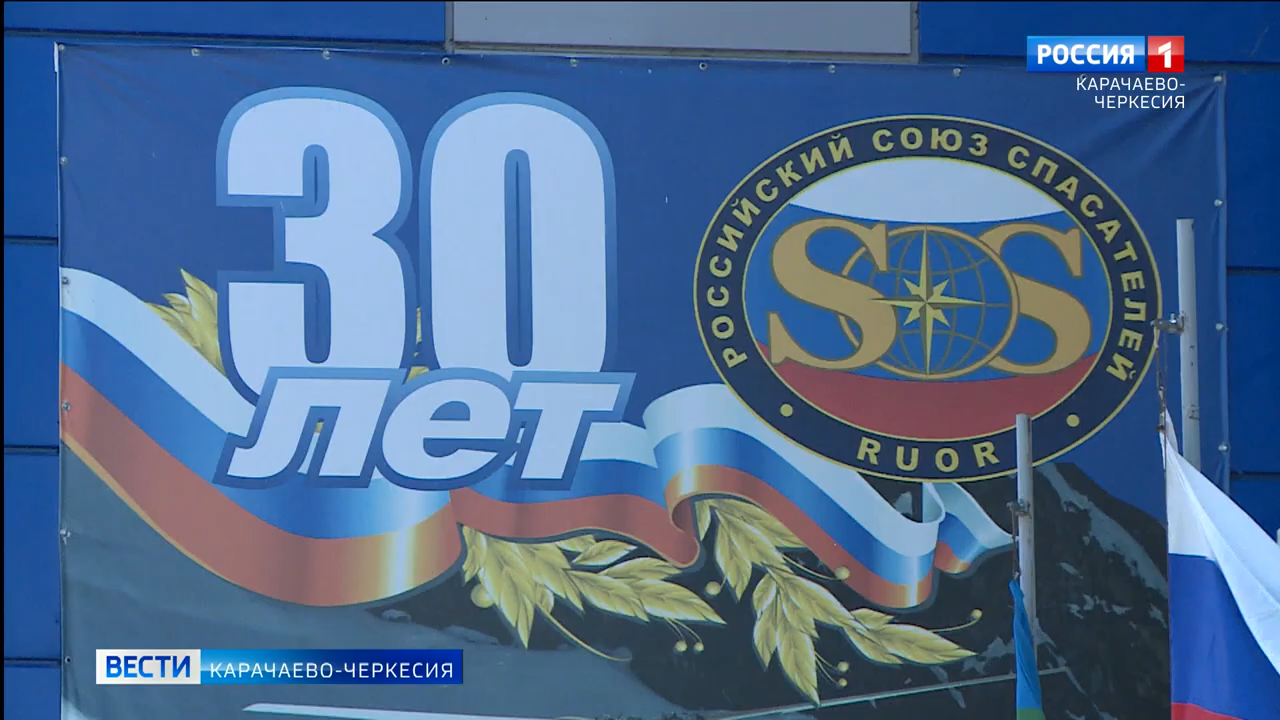 РОССИЯ 1
КАРАЧАЕВО-
ЧЕРКЕСИЯ
30
лет
РОССИЙСКИЙ СОЮЗ СПАСАТЕЛЕЙ
SOS
• RUOR •
ВЕСТИ КАРАЧАЕВО-ЧЕРКЕСИЯ